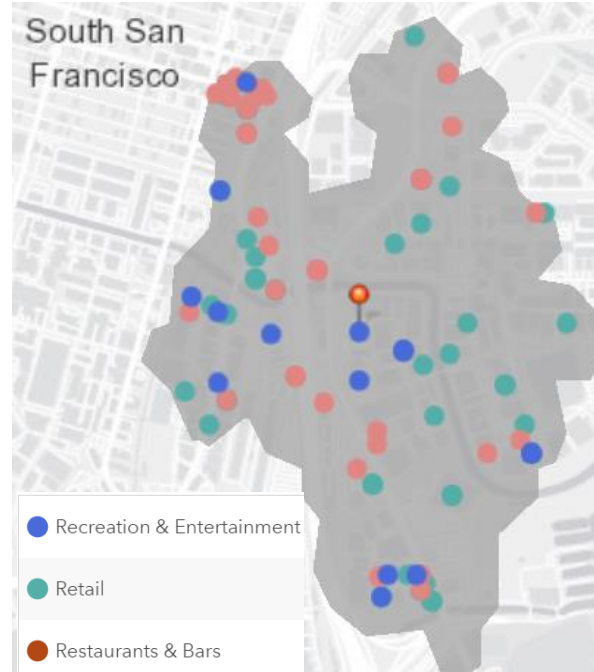 South San
Francisco
Recreation & Entertainment
Retail
Restaurants & Bars